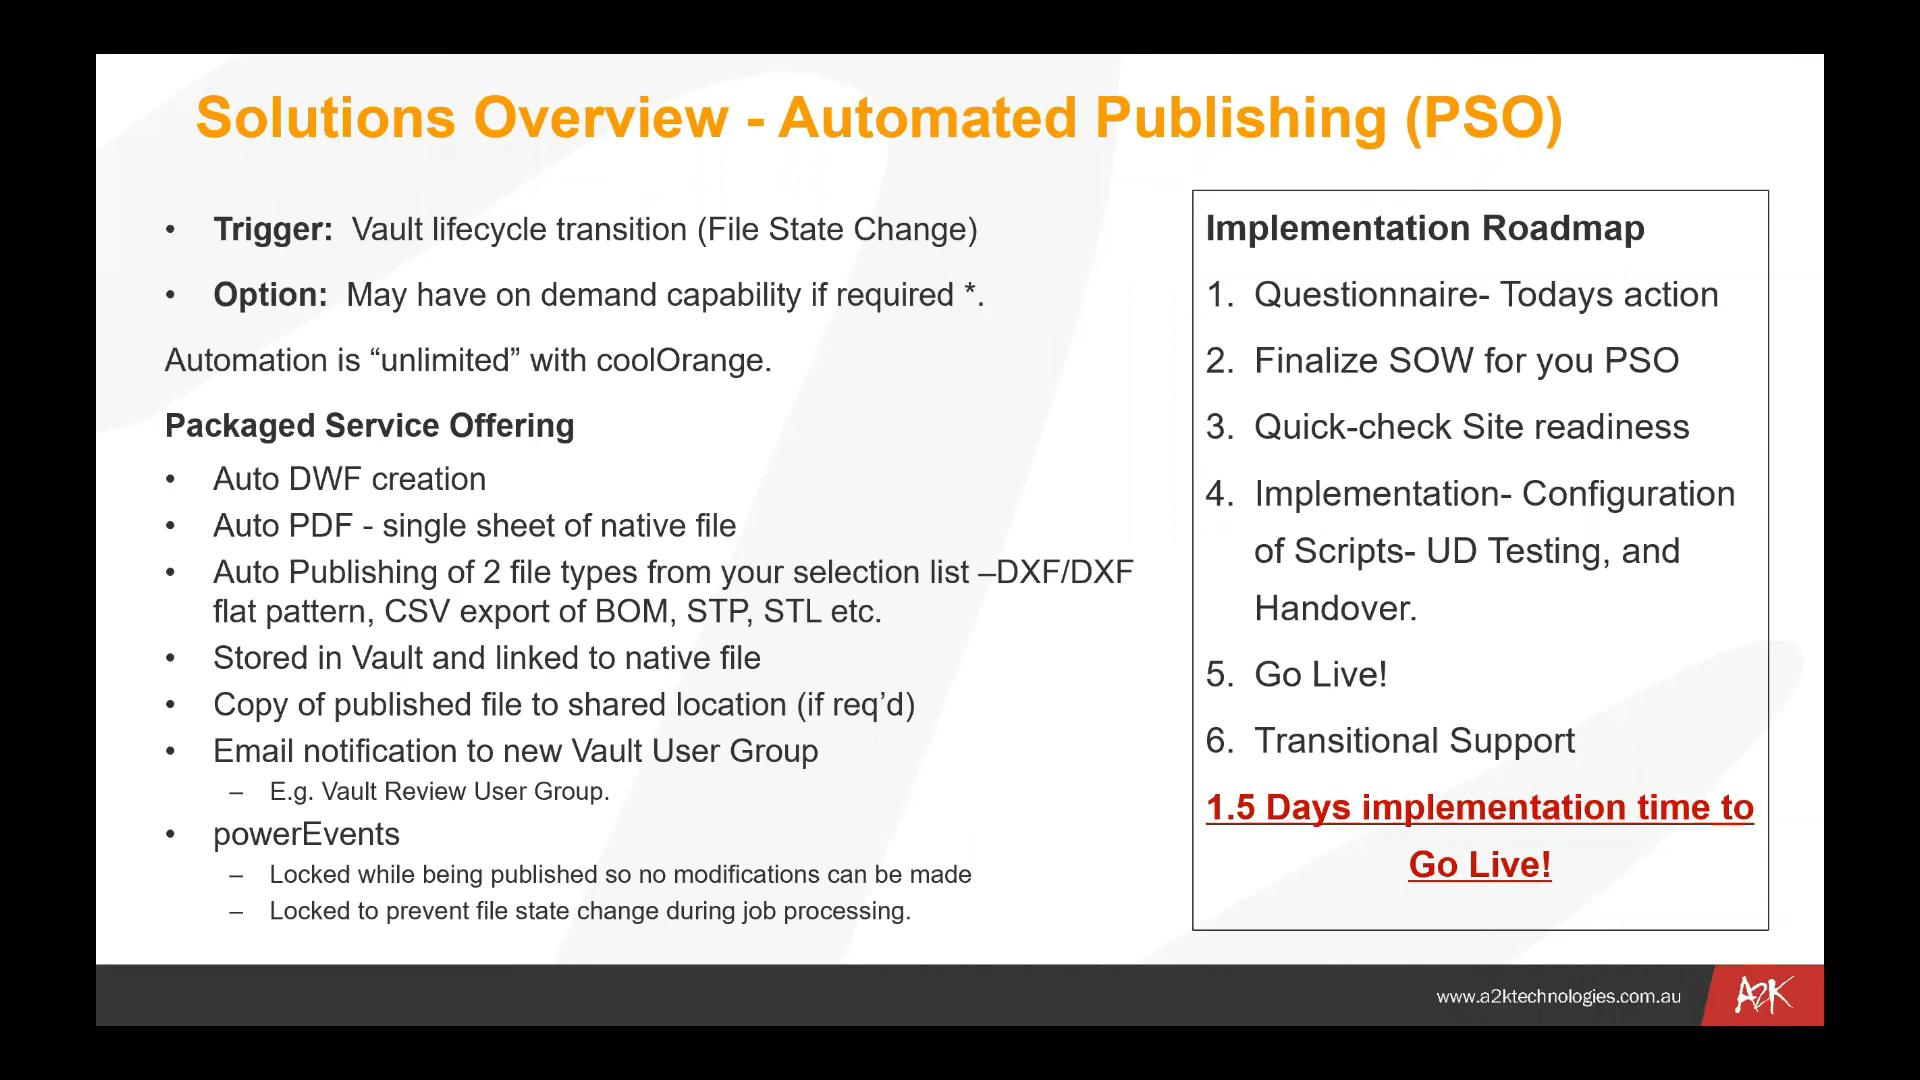 Solutions Overview - Automated Publishing (PSO)
• Trigger: Vault lifecycle transition (File State Change)
• Option: May have on demand capability if required *.
Automation is “unlimited” with coolOrange.
Packaged Service Offering
• Auto DWF creation
• Auto PDF - single sheet of native file
• Auto Publishing of 2 file types from your selection list –DXF/DXF
flat pattern, CSV export of BOM, STP, STL etc.
• Stored in Vault and linked to native file
• Copy of published file to shared location (if req’d)
• Email notification to new Vault User Group
– E.g. Vault Review User Group.
• powerEvents
– Locked while being published so no modifications can be made
– Locked to prevent file state change during job processing.
Implementation Roadmap
1. Questionnaire- Todays action
2. Finalize SOW for you PSO
3. Quick-check Site readiness
4. Implementation- Configuration
of Scripts- UD Testing, and
Handover.
5. Go Live!
6. Transitional Support
1.5 Days implementation time to
Go Live!
www.a2ktechnologies.com.au
A2K